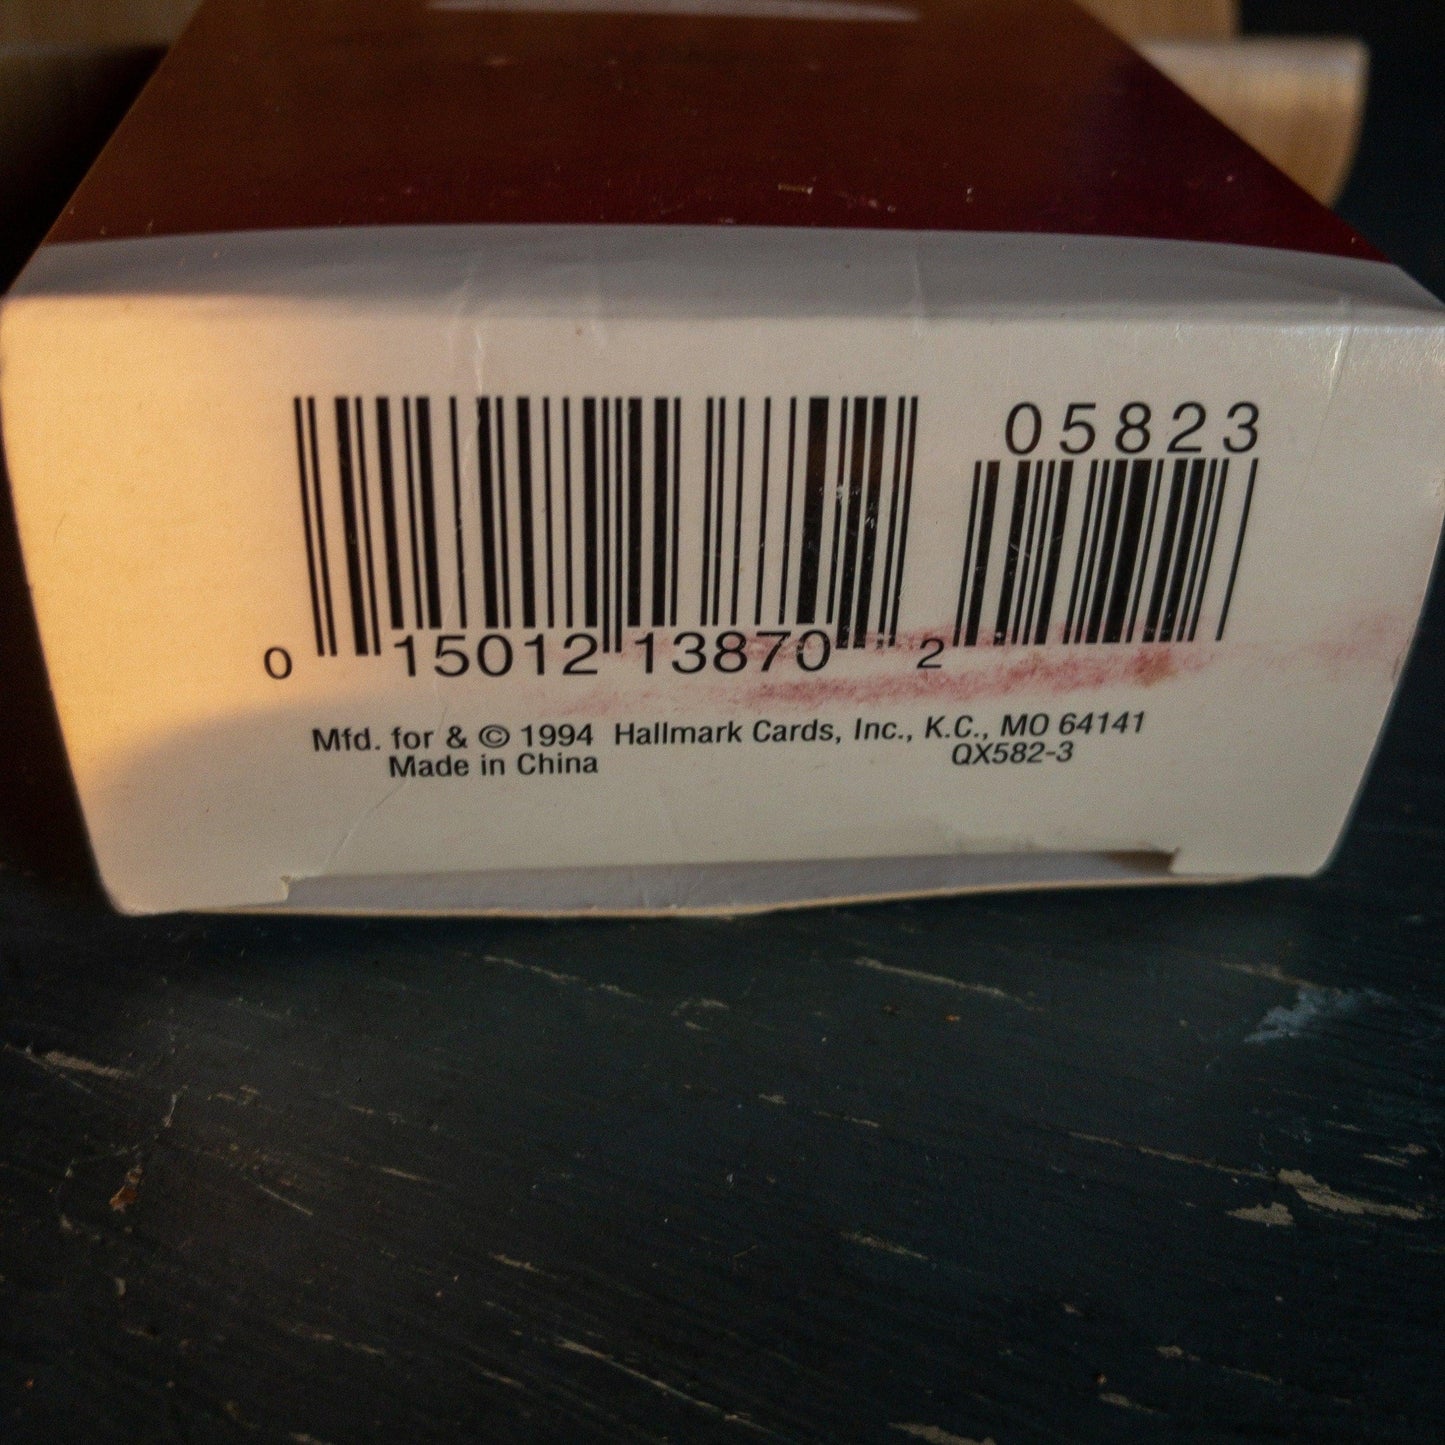 05823
0 15012 13870 2
Mfd. for & © 1994 Hallmark Cards, Inc., K.C., MO 64141
Made in China QX582-3